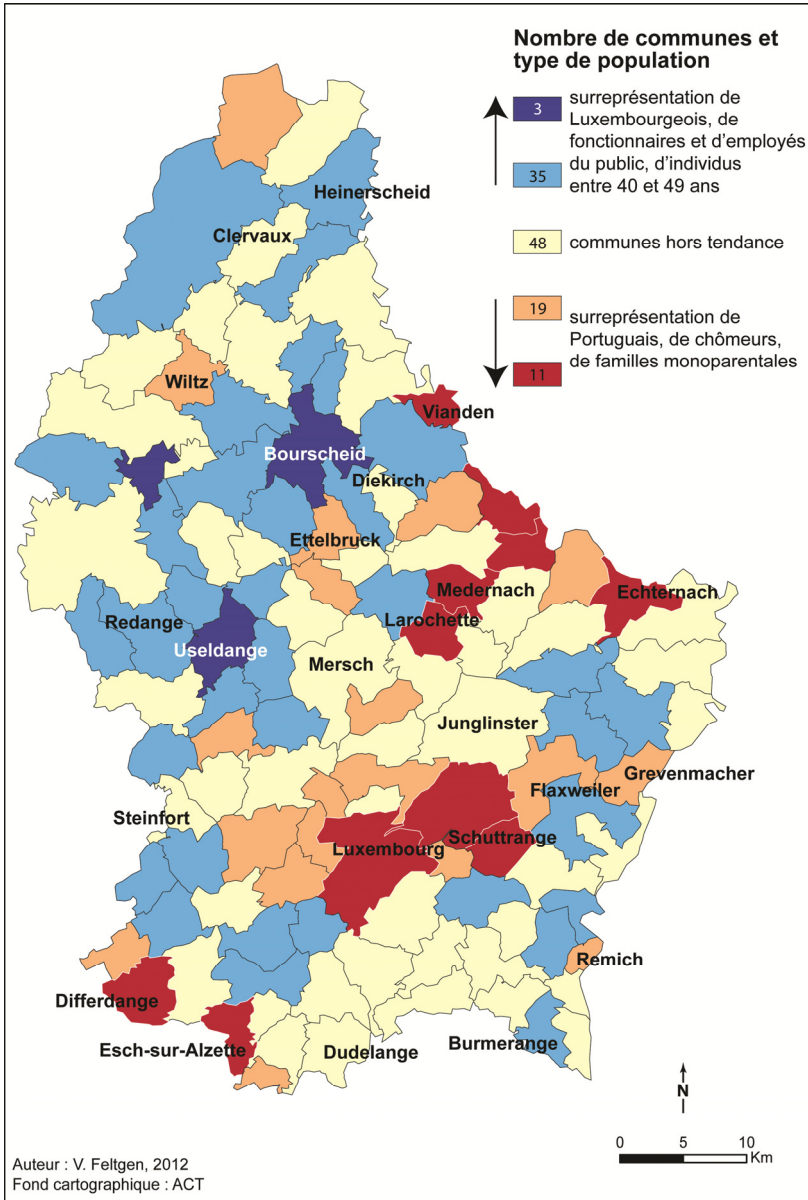 Nombre de communes et
type de population
3
surreprésentation de
Luxembourgeois, de
fonctionnaires et d'employés
35
du public, d'individus
entre 40 et 49 ans
48
communes hors tendance
19
surreprésentation de
Portuguais, de chômeurs,
de familles monoparentales
11
Heinerscheid
Clervaux
Wiltz
Vianden
Bourscheid
Diekirch
Ettelbruck
Medernach
Echternach
Larochette
Redange
Useldange
Mersch
Junglinster
Grevenmacher
Flaxweiler
Steinfort
Schuttrange
Luxembourg
Remich
Differdange
Burmerange
Esch-sur-Alzette
Dudelange
N
0 5 10
Km
Auteur : V. Feltgen, 2012
Fond cartographique : ACT